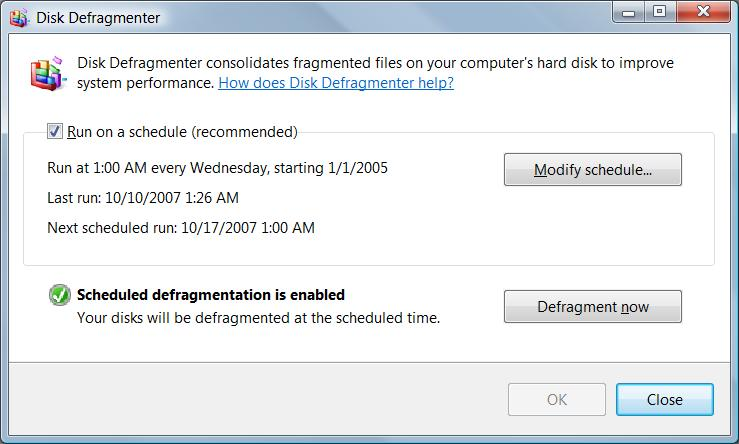 Disk Defragmenter
Disk Defragmenter consolidates fragmented files on your computer's hard disk to improve
system performance. How does Disk Defragmenter help?
Run on a schedule (recommended)
Run at 1:00 AM every Wednesday, starting 1/1/2005
Modify schedule...
Last run: 10/10/2007 1:26 AM
Next scheduled run: 10/17/2007 1:00 AM
Scheduled defragmentation is enabled
Your disks will be defragmented at the scheduled time.
Defragment now
OK
Close